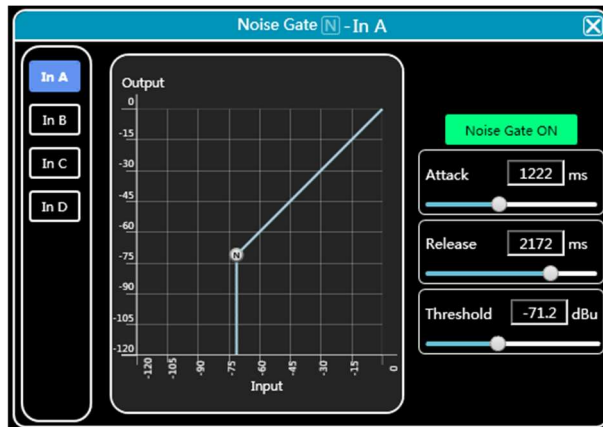 Noise Gate N -In A
In A
In B
In C
In D
Output
0
-15
-30
-45
-60
-75
-90
-105
-120
N
-120 -105 -90 -75 -60 -45 -30 -15 0
Input
Noise Gate ON
Attack 1222 ms
Release 2172 ms
Threshold -71.2 dBu